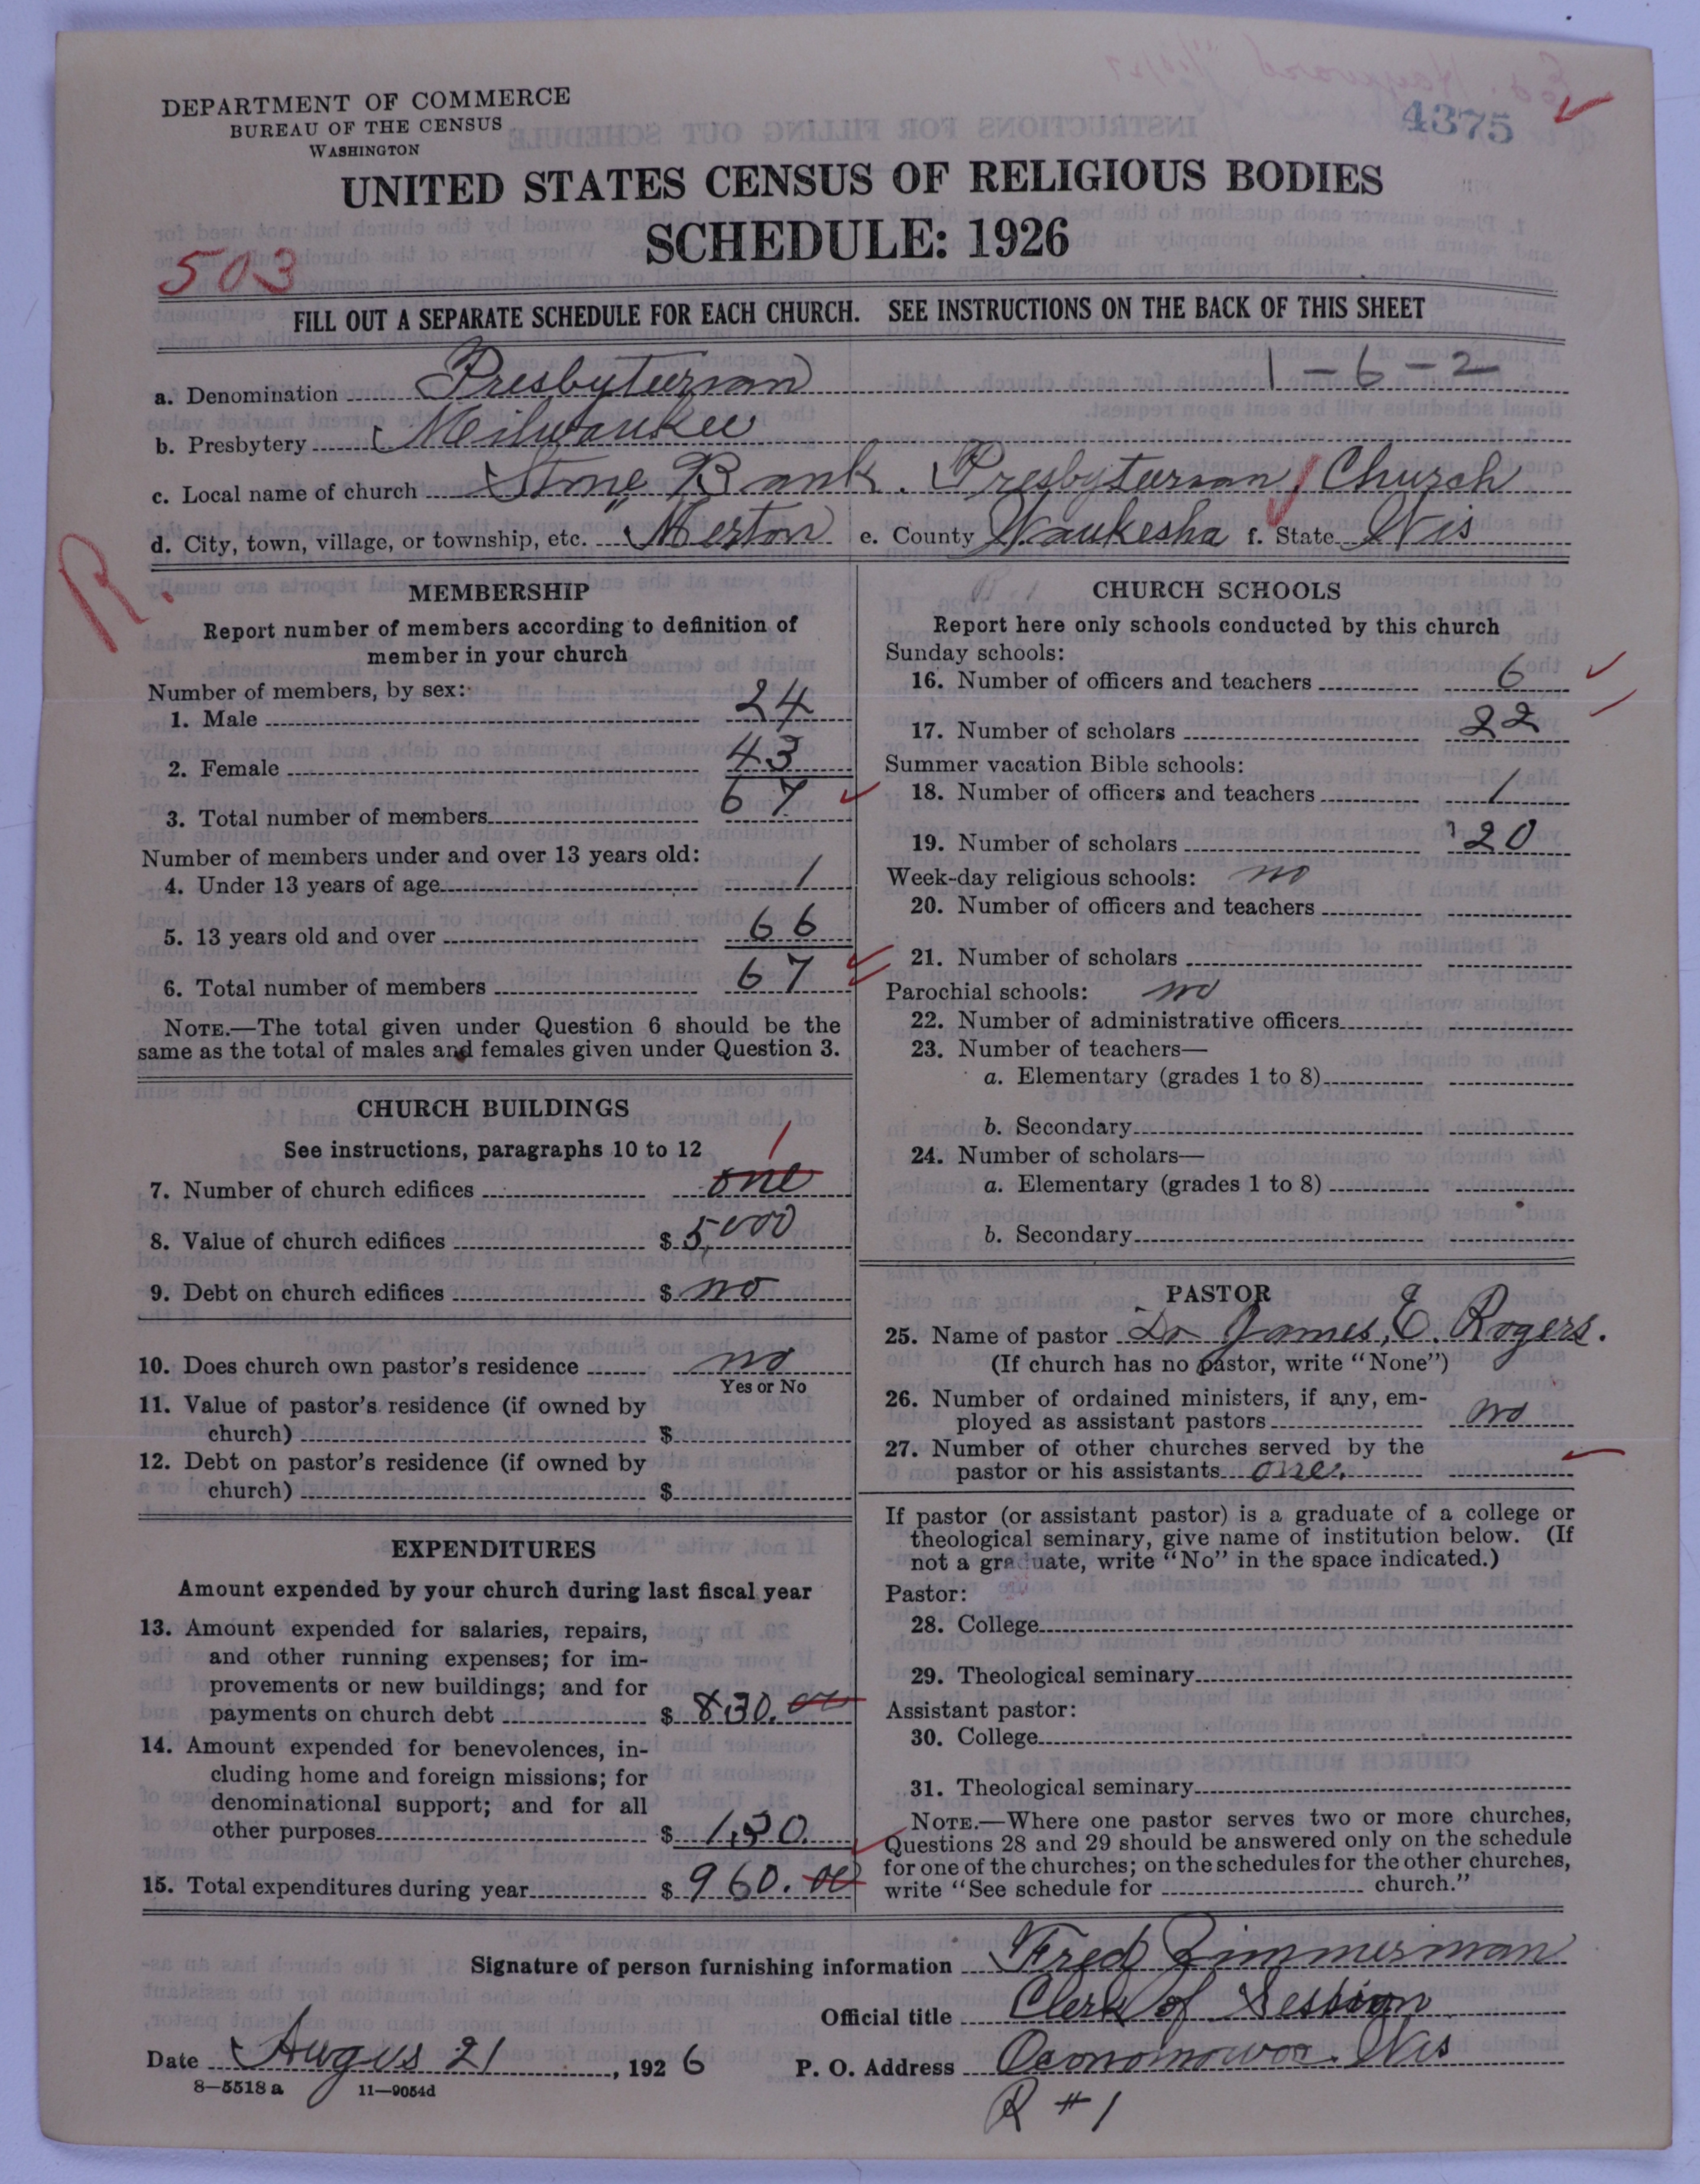 4375
DEPARTMENT OF COMMERCE
BUREAU OF THE CENSUS
WASHINGTON
UNITED STATES CENSUS OF RELIGIOUS BODIES
SCHEDULE: 1926
503
FILL OUT A SEPARATE SCHEDULE FOR EACH CHURCH. SEE INSTRUCTIONS ON THE BACK OF THIS SHEET
a. Denomination Presbyterian 1-6-2
b. Presbytery Milwaukee
c. Local name of church Stone Bank. Presbyterian Church
d. City, town, village, or township, etc. "Merton e. County Waukesha f. State Wis
R.
MEMBERSHIP
Report number of members according to definition of
member in your church
Number of members, by sex:
1. Male 24
2. Female 43
3. Total number of members 67
Number of members under and over 13 years old:
4. Under 13 years of age 1
5. 13 years old and over 66
6. Total number of members 67
NOTE.—The total given under Question 6 should be the
same as the total of males and females given under Question 3.
CHURCH BUILDINGS
See instructions, paragraphs 10 to 12
1
7. Number of church edifices one
8. Value of church edifices $ 5,000
9. Debt on church edifices $ no
10. Does church own pastor's residence no
Yes or No
11. Value of pastor's residence (if owned by
church) $
12. Debt on pastor's residence (if owned by
church) $
EXPENDITURES
Amount expended by your church during last fiscal year
13. Amount expended for salaries, repairs,
and other running expenses; for im-
provements or new buildings; and for
payments on church debt $ 830.00
14. Amount expended for benevolences, in-
cluding home and foreign missions; for
denominational support; and for all
other purposes $ 130.
15. Total expenditures during year $ 960.00
CHURCH SCHOOLS
Report here only schools conducted by this church
Sunday schools:
16. Number of officers and teachers 6
17. Number of scholars 22
Summer vacation Bible schools:
18. Number of officers and teachers 1
19. Number of scholars 20
Week-day religious schools: no
20. Number of officers and teachers
21. Number of scholars
Parochial schools: no
22. Number of administrative officers
23. Number of teachers—
a. Elementary (grades 1 to 8)
b. Secondary
24. Number of scholars—
a. Elementary (grades 1 to 8)
b. Secondary
PASTOR
25. Name of pastor Dr James, E. Rogers.
(If church has no pastor, write "None")
26. Number of ordained ministers, if any, em-
ployed as assistant pastors no
27. Number of other churches served by the
pastor or his assistants one.
If pastor (or assistant pastor) is a graduate of a college or
theological seminary, give name of institution below. (If
not a graduate, write "No" in the space indicated.)
Pastor:
28. College
29. Theological seminary
Assistant pastor:
30. College
31. Theological seminary
NOTE.—Where one pastor serves two or more churches,
Questions 28 and 29 should be answered only on the schedule
for one of the churches; on the schedules for the other churches,
write "See schedule for church."
Signature of person furnishing information Fred Zimmerman
Official title Clerk of Session
Date Augus 21, 1926 P. O. Address Oconomowoc. Wis
8—5518 a 11—9054d
R #1